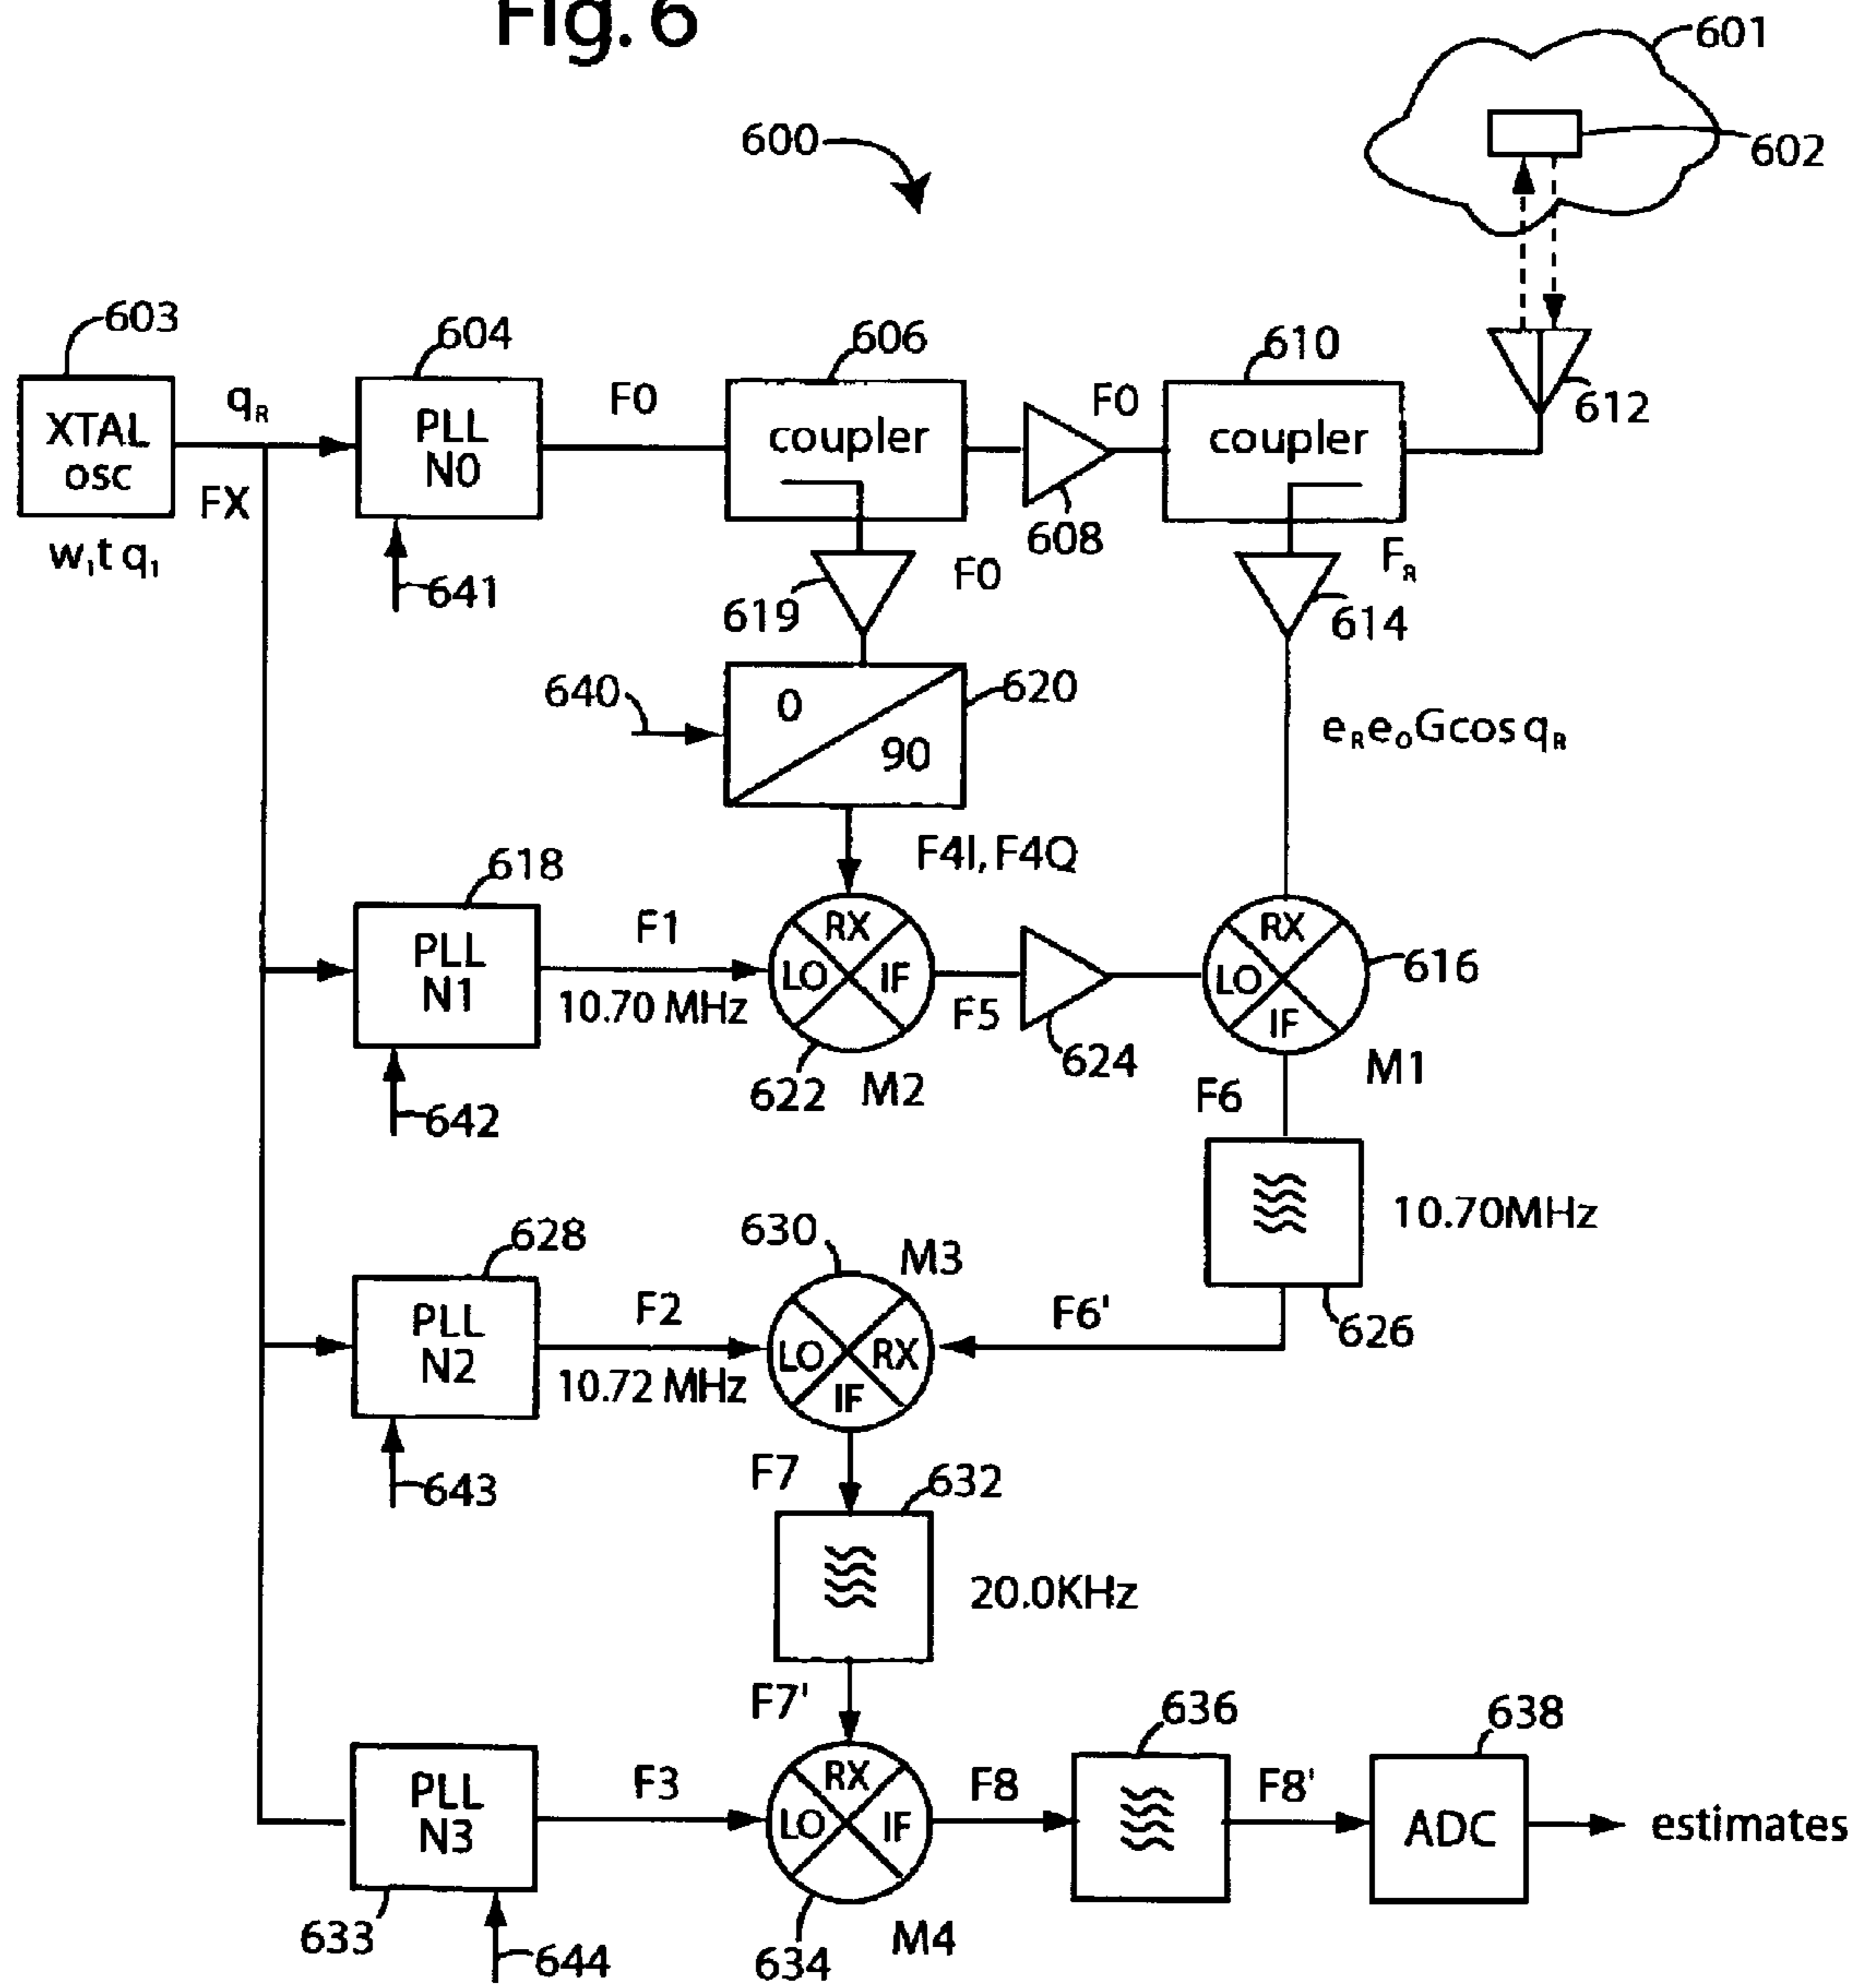 Fig. 6
601
600
602
603
604
606
610
612
q_R
F0
F0
XTAL
osc
PLL
N0
coupler
coupler
FX
w₁t q₁
608
F_R
641
619
F0
614
640
0
90
620
e_R e_0 G cos q_R
618
F4I, F4Q
PLL
N1
F1
10.70 MHz
RX
LO
IF
F5
RX
LO
IF
616
624
M1
622
M2
642
F6
628
630
M3
10.70MHz
PLL
N2
F2
10.72 MHz
LO
RX
IF
F6'
626
643
F7
632
20.0KHz
F7'
636
638
PLL
N3
F3
RX
LO
IF
F8
F8'
ADC
estimates
633
644
634
M4